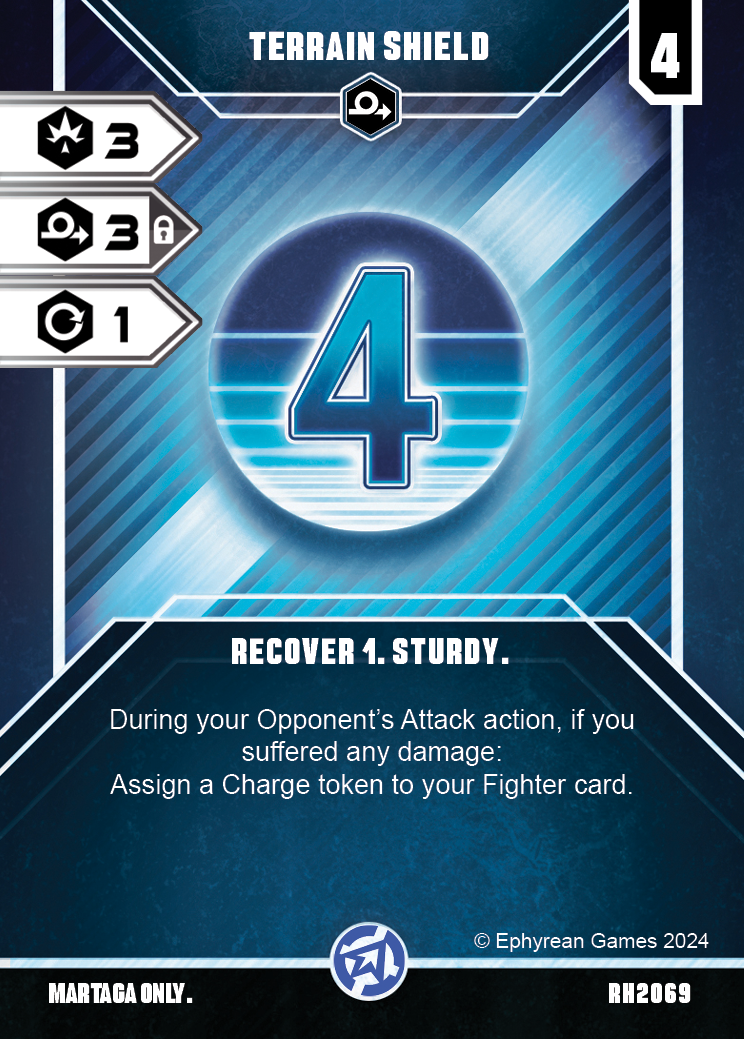 TERRAIN SHIELD
4
3
3
1
4
RECOVER 1. STURDY.
During your Opponent’s Attack action, if you
suffered any damage:
Assign a Charge token to your Fighter card.
© Ephyrean Games 2024
MARTAGA ONLY.
RH2069